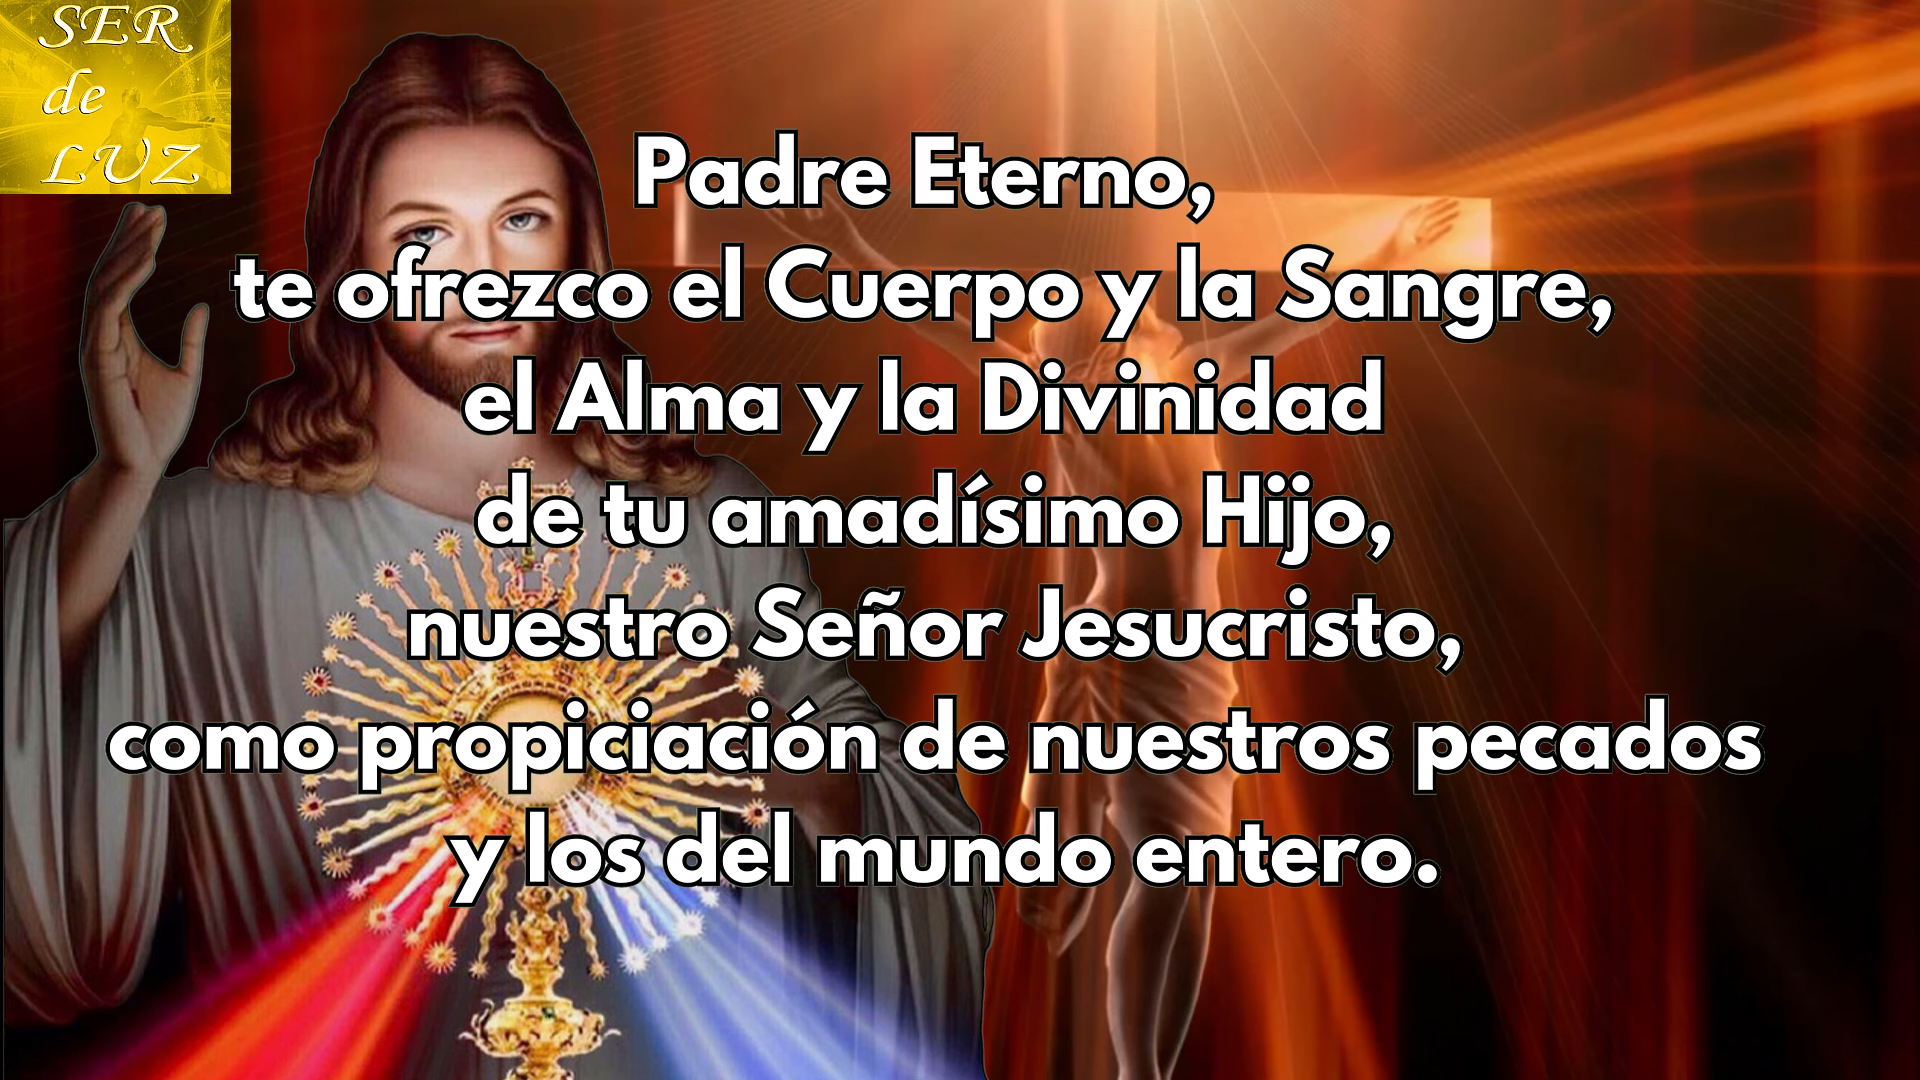 SER
de
LUZ
Padre Eterno,
te ofrezco el Cuerpo y la Sangre,
el Alma y la Divinidad
de tu amadísimo Hijo,
nuestro Señor Jesucristo,
como propiciación de nuestros pecados
y los del mundo entero.